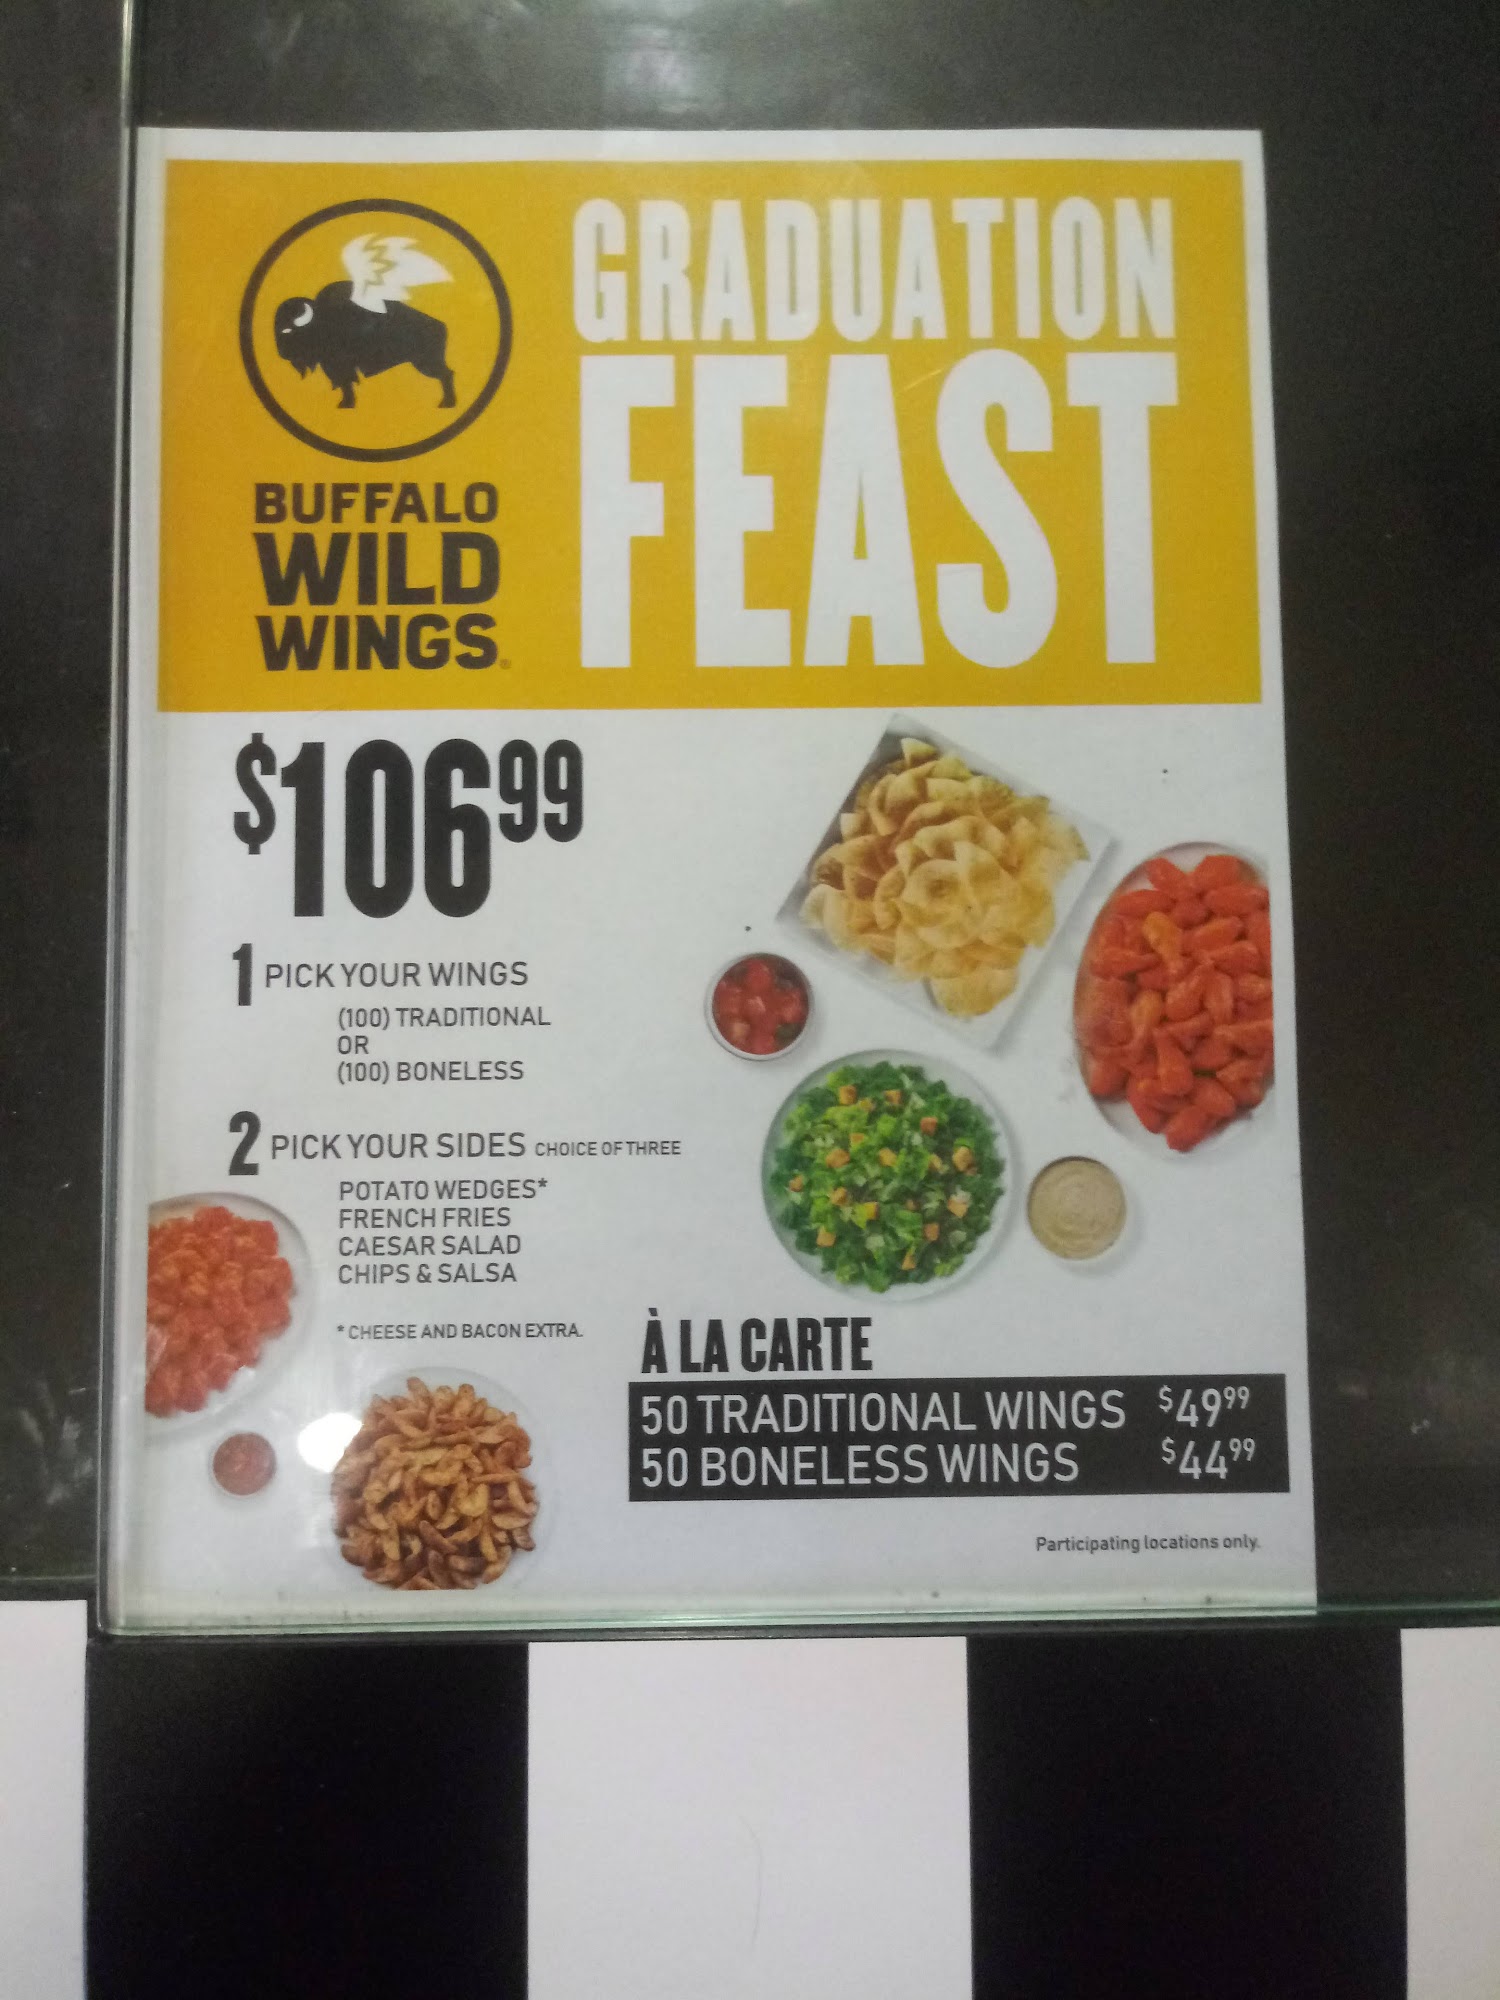 GRADUATION
FEAST
BUFFALO
WILD
WINGS®
$106.99
1 PICK YOUR WINGS
(100) TRADITIONAL
OR
(100) BONELESS
2 PICK YOUR SIDES CHOICE OF THREE
POTATO WEDGES*
FRENCH FRIES
CAESAR SALAD
CHIPS & SALSA
* CHEESE AND BACON EXTRA.
À LA CARTE
50 TRADITIONAL WINGS $49.99
50 BONELESS WINGS $44.99
Participating locations only.